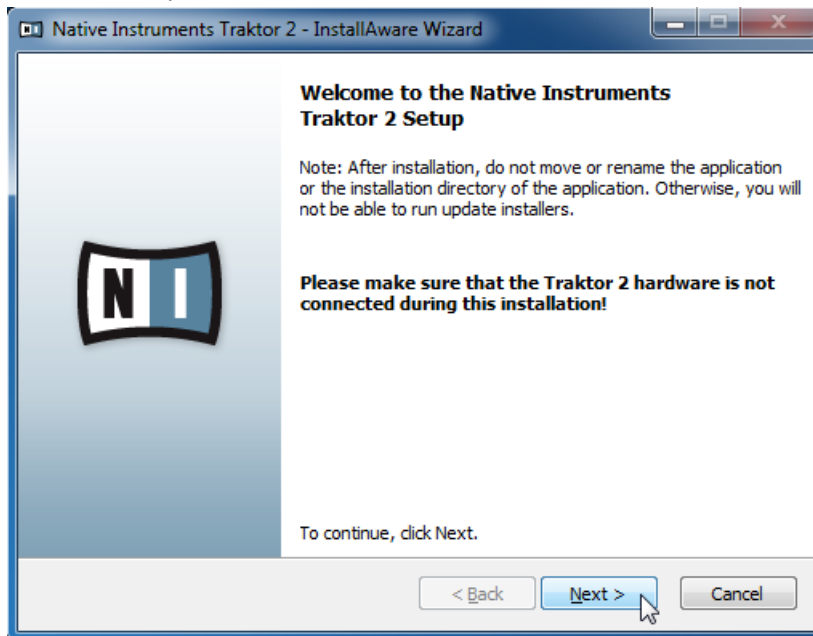 Native Instruments Traktor 2 - InstallAware Wizard
Welcome to the Native Instruments
Traktor 2 Setup
Note: After installation, do not move or rename the application
or the installation directory of the application. Otherwise, you will
not be able to run update installers.
Please make sure that the Traktor 2 hardware is not
connected during this installation!
N I
To continue, click Next.
< Back Next > Cancel